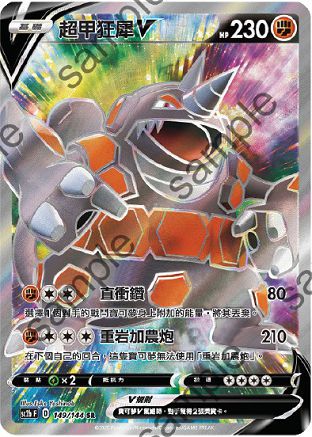 基礎 超甲狂犀V HP 230
sample
sample
sample
sample
直衝鑽 80
選擇1個對手的戰鬥寶可夢身上附加的能量,將其丟棄。
重岩加農炮 210
在下個自己的回合,這隻寶可夢無法使用「重岩加農炮」。
弱點 ×2 抵抗力 撤退
V規則
寶可夢V【昏厥】時,對手獲得2張獎賞卡。
sc1b F 149/144 SR